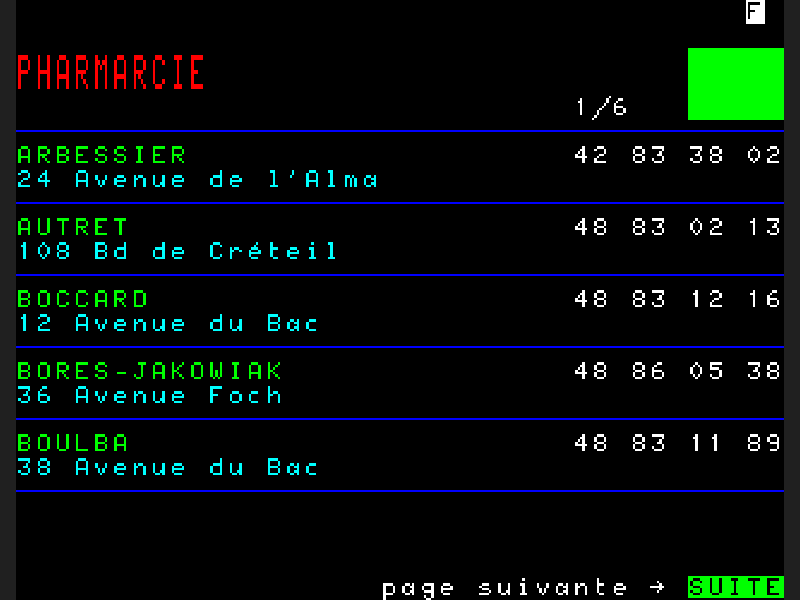 F
PHARMARCIE
1/6
ARBESSIER 42 83 38 02
24 Avenue de l'Alma
AUTRET 48 83 02 13
108 Bd de Créteil
BOCCARD 48 83 12 16
12 Avenue du Bac
BORES-JAKOWIAK 48 86 05 38
36 Avenue Foch
BOULBA 48 83 11 89
38 Avenue du Bac
page suivante → SUITE